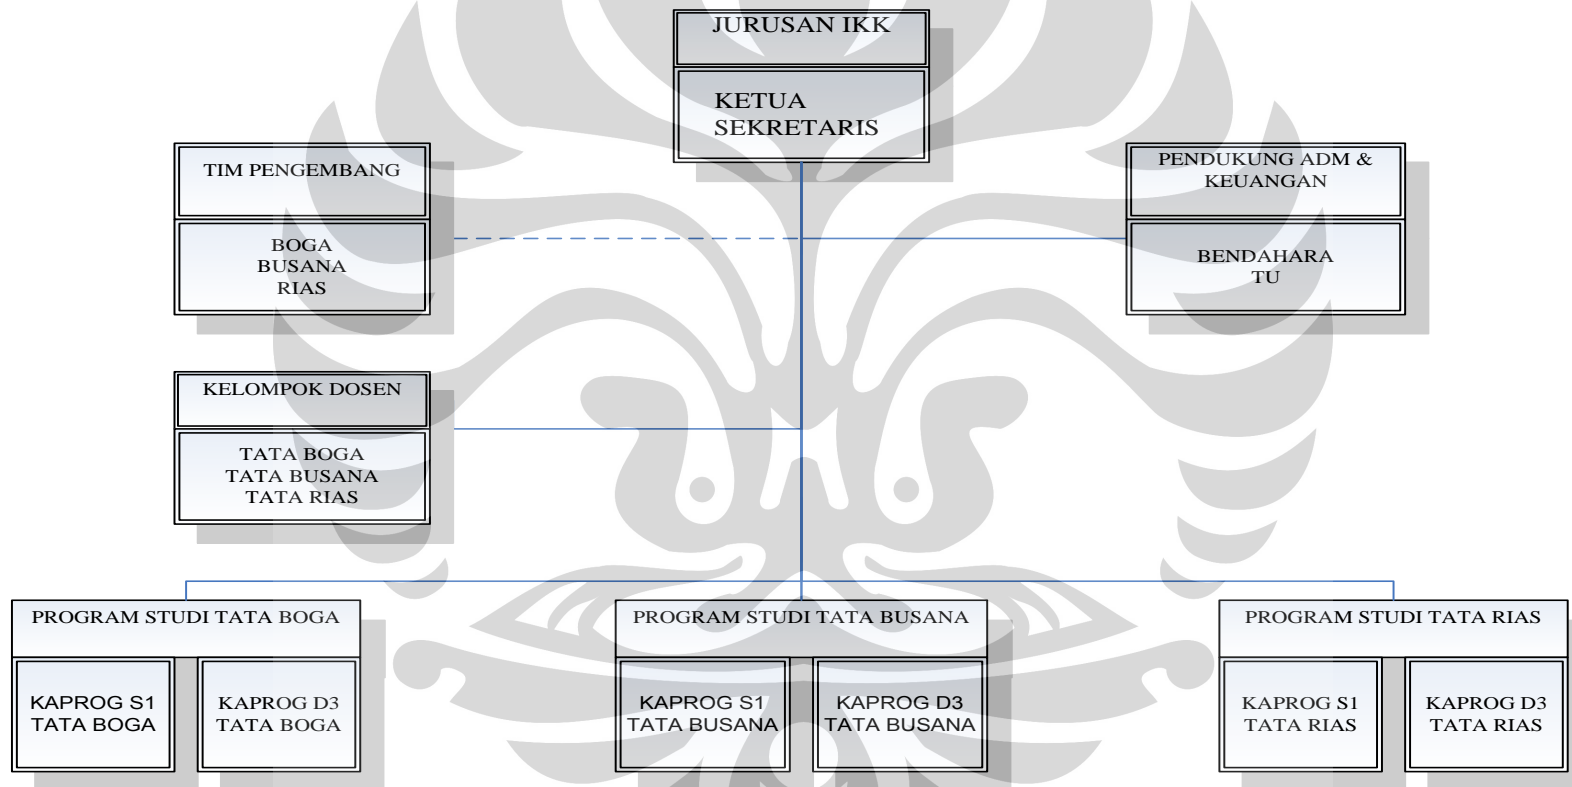 JURUSAN IKK
KETUA
SEKRETARIS
TIM PENGEMBANG
BOGA
BUSANA
RIAS
PENDUKUNG ADM &
KEUANGAN
BENDAHARA
TU
KELOMPOK DOSEN
TATA BOGA
TATA BUSANA
TATA RIAS
PROGRAM STUDI TATA BOGA
KAPROG S1
TATA BOGA
KAPROG D3
TATA BOGA
PROGRAM STUDI TATA BUSANA
KAPROG S1
TATA BUSANA
KAPROG D3
TATA BUSANA
PROGRAM STUDI TATA RIAS
KAPROG S1
TATA RIAS
KAPROG D3
TATA RIAS